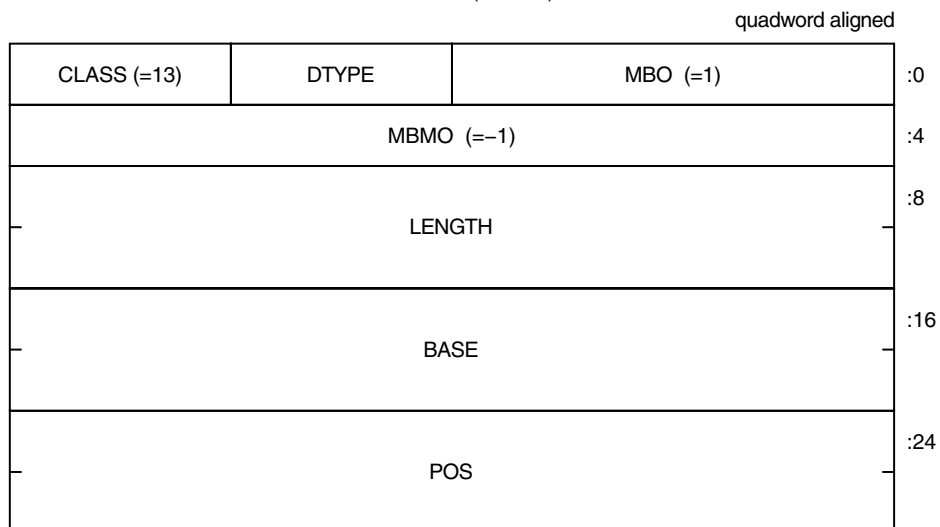 quadword aligned
CLASS (=13) DTYPE MBO (=1) :0
MBMO (=−1) :4
:8
LENGTH
:16
BASE
:24
POS